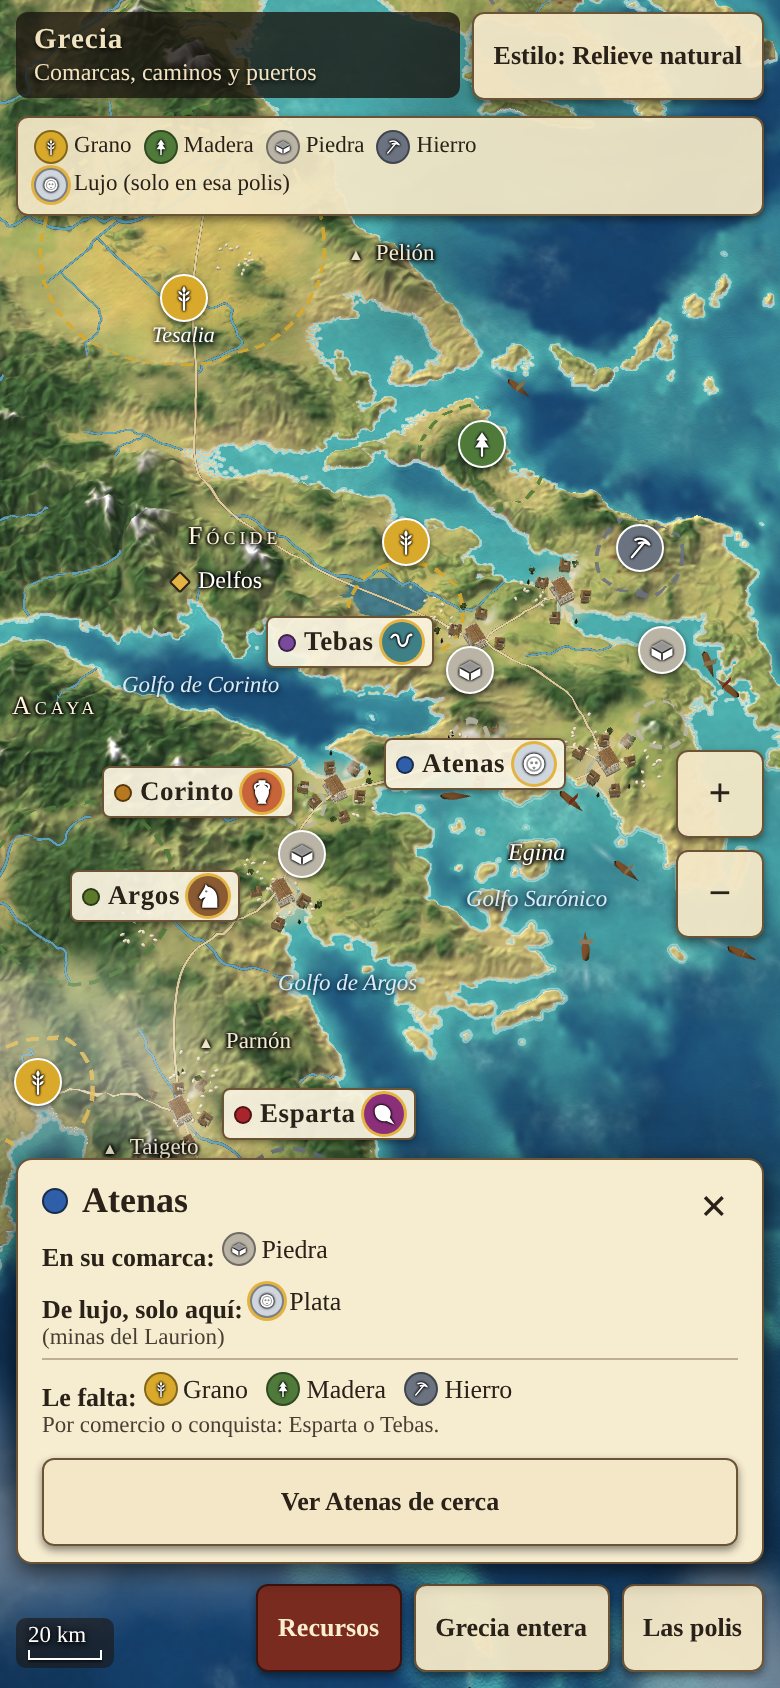 Grecia
Comarcas, caminos y puertos
Estilo: Relieve natural
Grano Madera Piedra Hierro
Lujo (solo en esa polis)
Pelión
Tesalia
Fócide
Delfos
Tebas
Golfo de Corinto
Acaya
Atenas
Corinto
+
Egina
Argos
−
Golfo Sarónico
Golfo de Argos
Parnón
Esparta
Taigeto
Atenas
✕
En su comarca: Piedra
De lujo, solo aquí: Plata
(minas del Laurion)
Le falta: Grano Madera Hierro
Por comercio o conquista: Esparta o Tebas.
Ver Atenas de cerca
20 km
Recursos
Grecia entera
Las polis